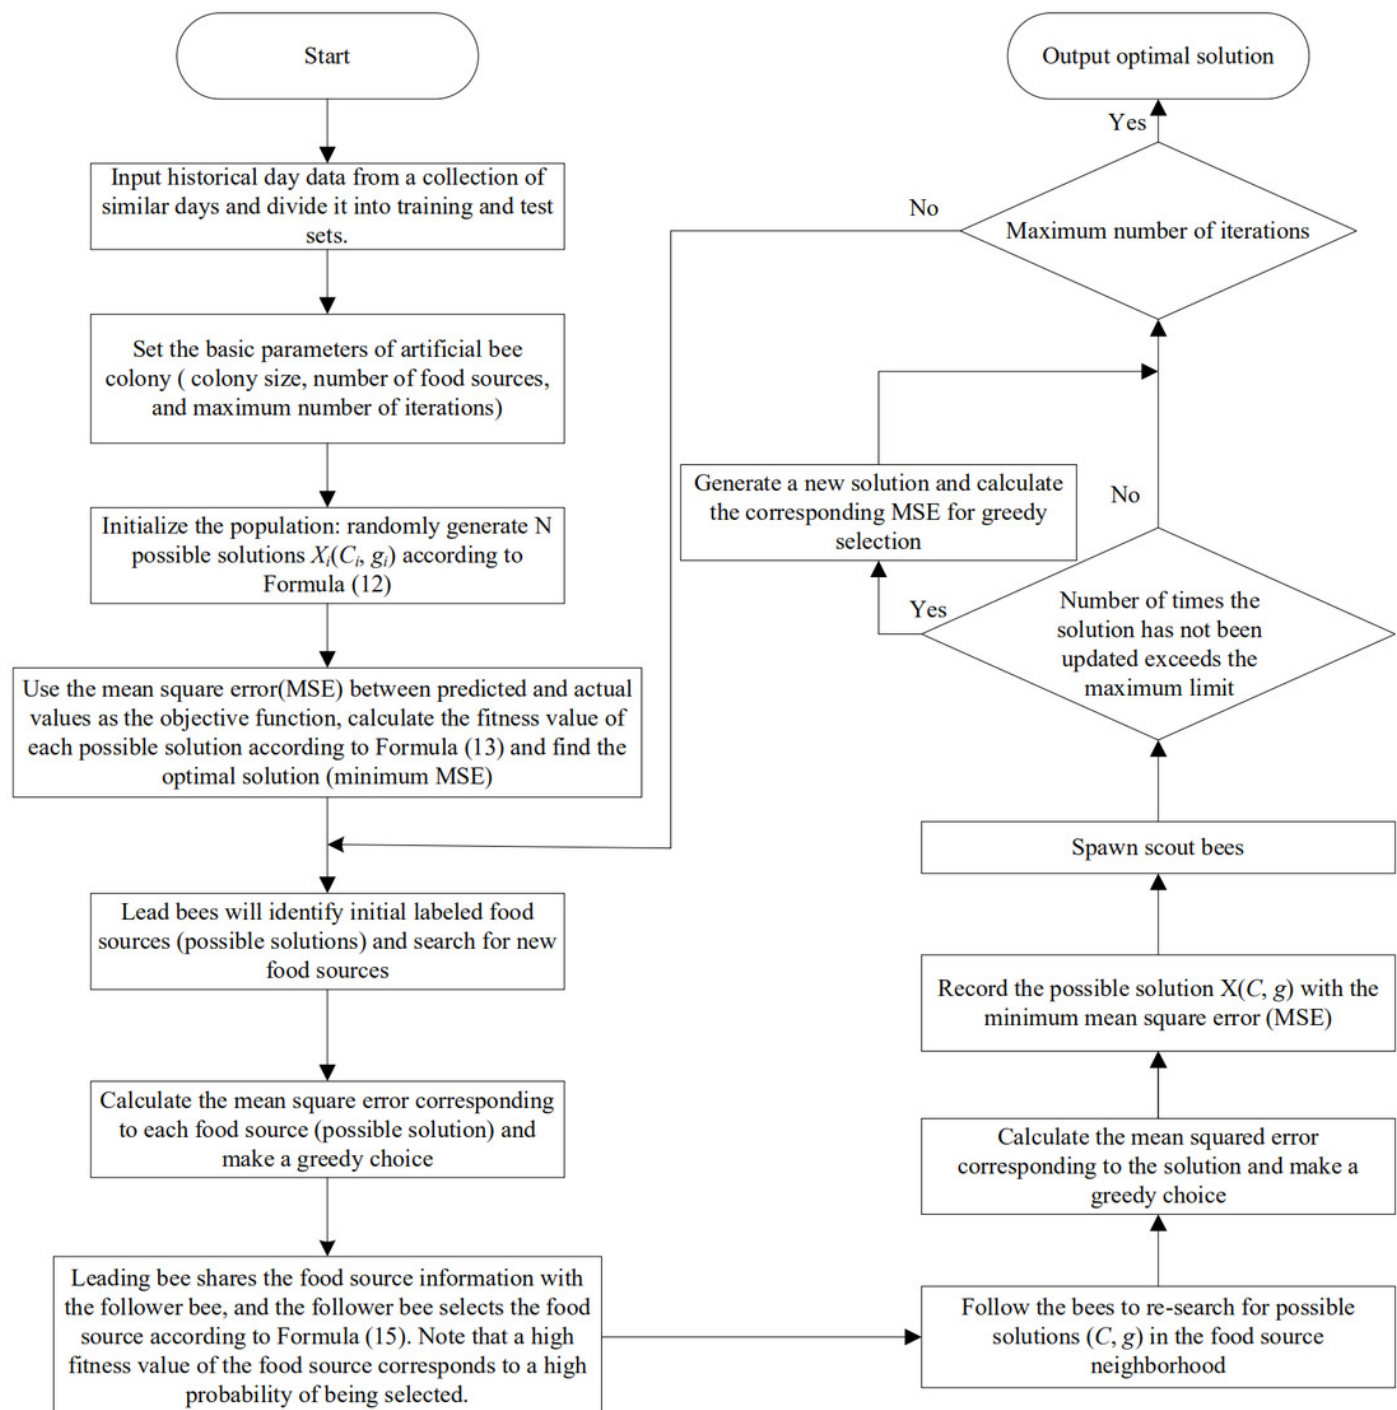 Start
Input historical day data from a collection of
similar days and divide it into training and test
sets.
Set the basic parameters of artificial bee
colony ( colony size, number of food sources,
and maximum number of iterations)
Initialize the population: randomly generate N
possible solutions Xi(Ci, gi) according to
Formula (12)
Use the mean square error(MSE) between predicted and actual
values as the objective function, calculate the fitness value of
each possible solution according to Formula (13) and find the
optimal solution (minimum MSE)
Lead bees will identify initial labeled food
sources (possible solutions) and search for new
food sources
Calculate the mean square error corresponding
to each food source (possible solution) and
make a greedy choice
Leading bee shares the food source information with
the follower bee, and the follower bee selects the food
source according to Formula (15). Note that a high
fitness value of the food source corresponds to a high
probability of being selected.
Follow the bees to re-search for possible
solutions (C, g) in the food source
neighborhood
Calculate the mean squared error
corresponding to the solution and make a
greedy choice
Record the possible solution X(C, g) with the
minimum mean square error (MSE)
Spawn scout bees
Number of times the
solution has not been
updated exceeds the
maximum limit
Yes
No
Generate a new solution and calculate
the corresponding MSE for greedy
selection
Maximum number of iterations
No
Yes
Output optimal solution